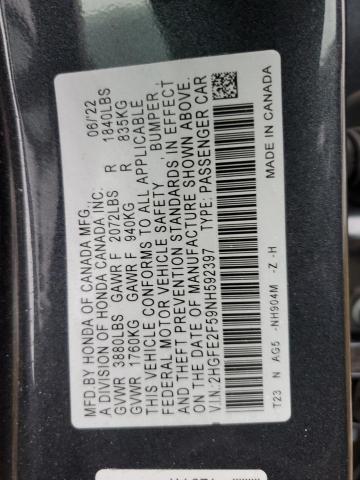 MFD.BY HONDA OF CANADA MFG.,
A DIVISION OF HONDA CANADA INC. 06/'22
GVWR 3880LBS GAWR F 2072LBS R 1840LBS
GVWR 1760KG GAWR F 940KG R 835KG
THIS VEHICLE CONFORMS TO ALL APPLICABLE
FEDERAL MOTOR VEHICLE SAFETY, BUMPER,
AND THEFT PREVENTION STANDARDS IN EFFECT
ON THE DATE OF MANUFACTURE SHOWN ABOVE.
V.I.N.:2HGFE2F59NH592397 TYPE: PASSENGER CAR
T23 N AG5 -NH904M -Z -H MADE IN CANADA